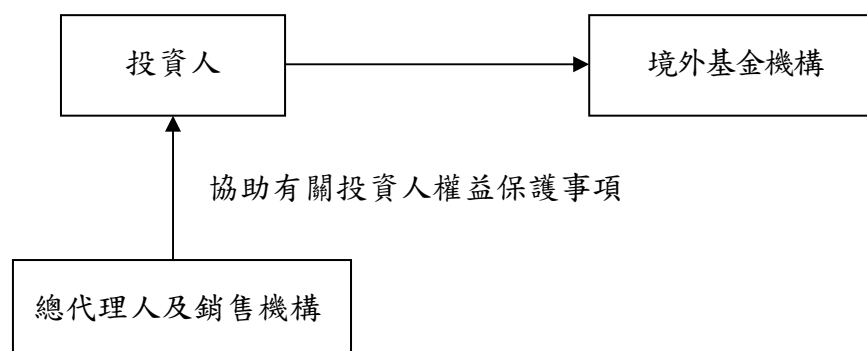 投資人
境外基金機構
協助有關投資人權益保護事項
總代理人及銷售機構